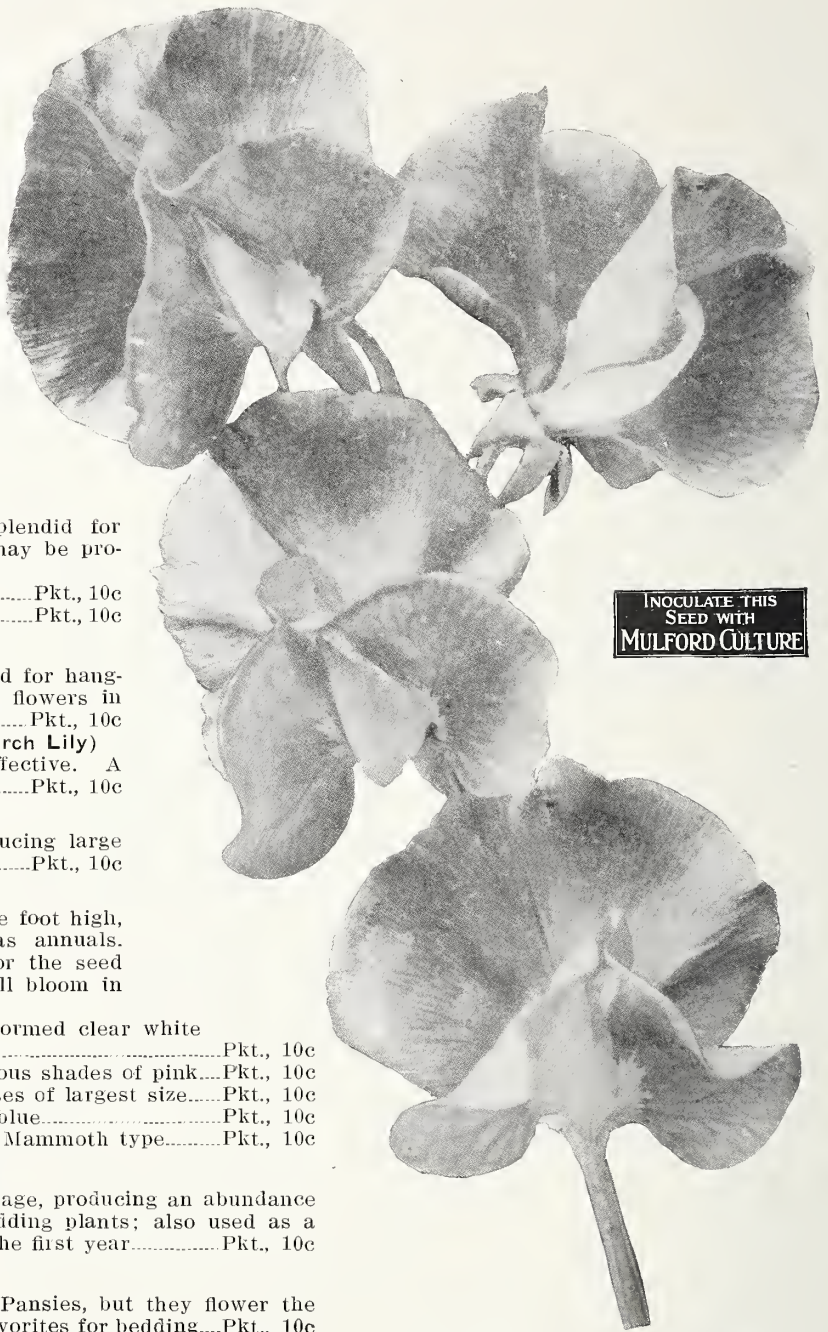 plendid for
nay be pro-
Pkt., 10c
Pkt., 10c
d for hang-
flowers in
Pkt., 10c
rch Lily)
fective. A
Pkt., 10c
ucing large
Pkt., 10c
e foot high,
as annuals.
or the seed
ll bloom in
ormed clear white
Pkt., 10c
ous shades of pink....Pkt., 10c
ses of largest size......Pkt., 10c
blue..............................Pkt., 10c
Mammoth type..........Pkt., 10c
age, producing an abundance
iding plants; also used as a
he first year..............Pkt., 10c
Pansies, but they flower the
vorites for bedding....Pkt., 10c
INOCULATE THIS
SEED WITH
MULFORD CULTURE